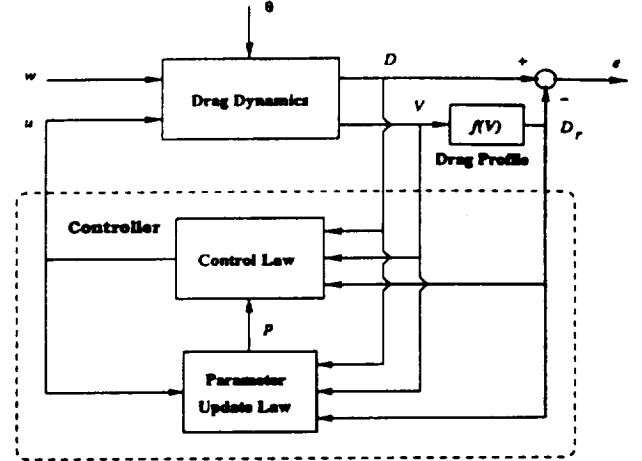 θ
w
D
+
e
Drag Dynamics
u
V
f(V)
−
D_r
Drag Profile
Controller
Control Law
p
Parameter
Update Law